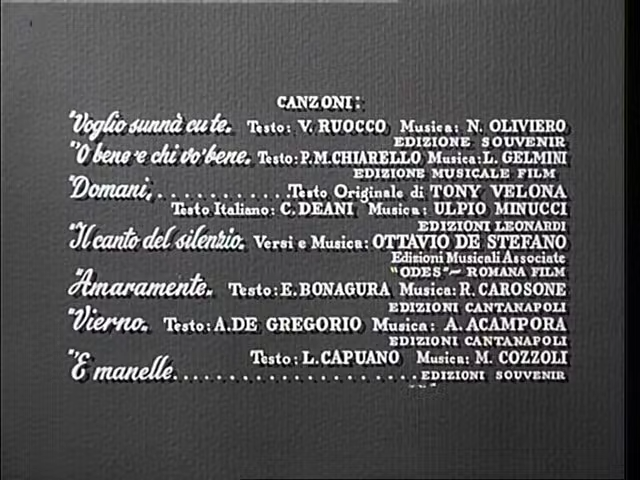 CANZONI:
"Voglio sunnà cu te. Testo: V. RUOCCO Musica: N. OLIVIERO
EDIZIONE SOUVENIR
"O bene e chi vo' bene. Testo: P.M. CHIARELLO Musica: L. GELMINI
EDIZIONE MUSICALE FILM
"Domani, ............ Testo Originale di TONY VELONA
Testo Italiano: C. DEANI Musica: ULPIO MINUCCI
EDIZIONI LEONARDI
"Il canto del silenzio. Versi e Musica: OTTAVIO DE STEFANO
Edizioni Musicali Associate
"ODES" - ROMANA FILM
"Amaramente. Testo: E. BONAGURA Musica: R. CAROSONE
EDIZIONI CANTANAPOLI
"Vierno. Testo: A. DE GREGORIO Musica: A. ACAMPORA
EDIZIONI CANTANAPOLI
Testo: L. CAPUANO Musica: M. COZZOLI
"E manelle..................... EDIZIONI SOUVENIR